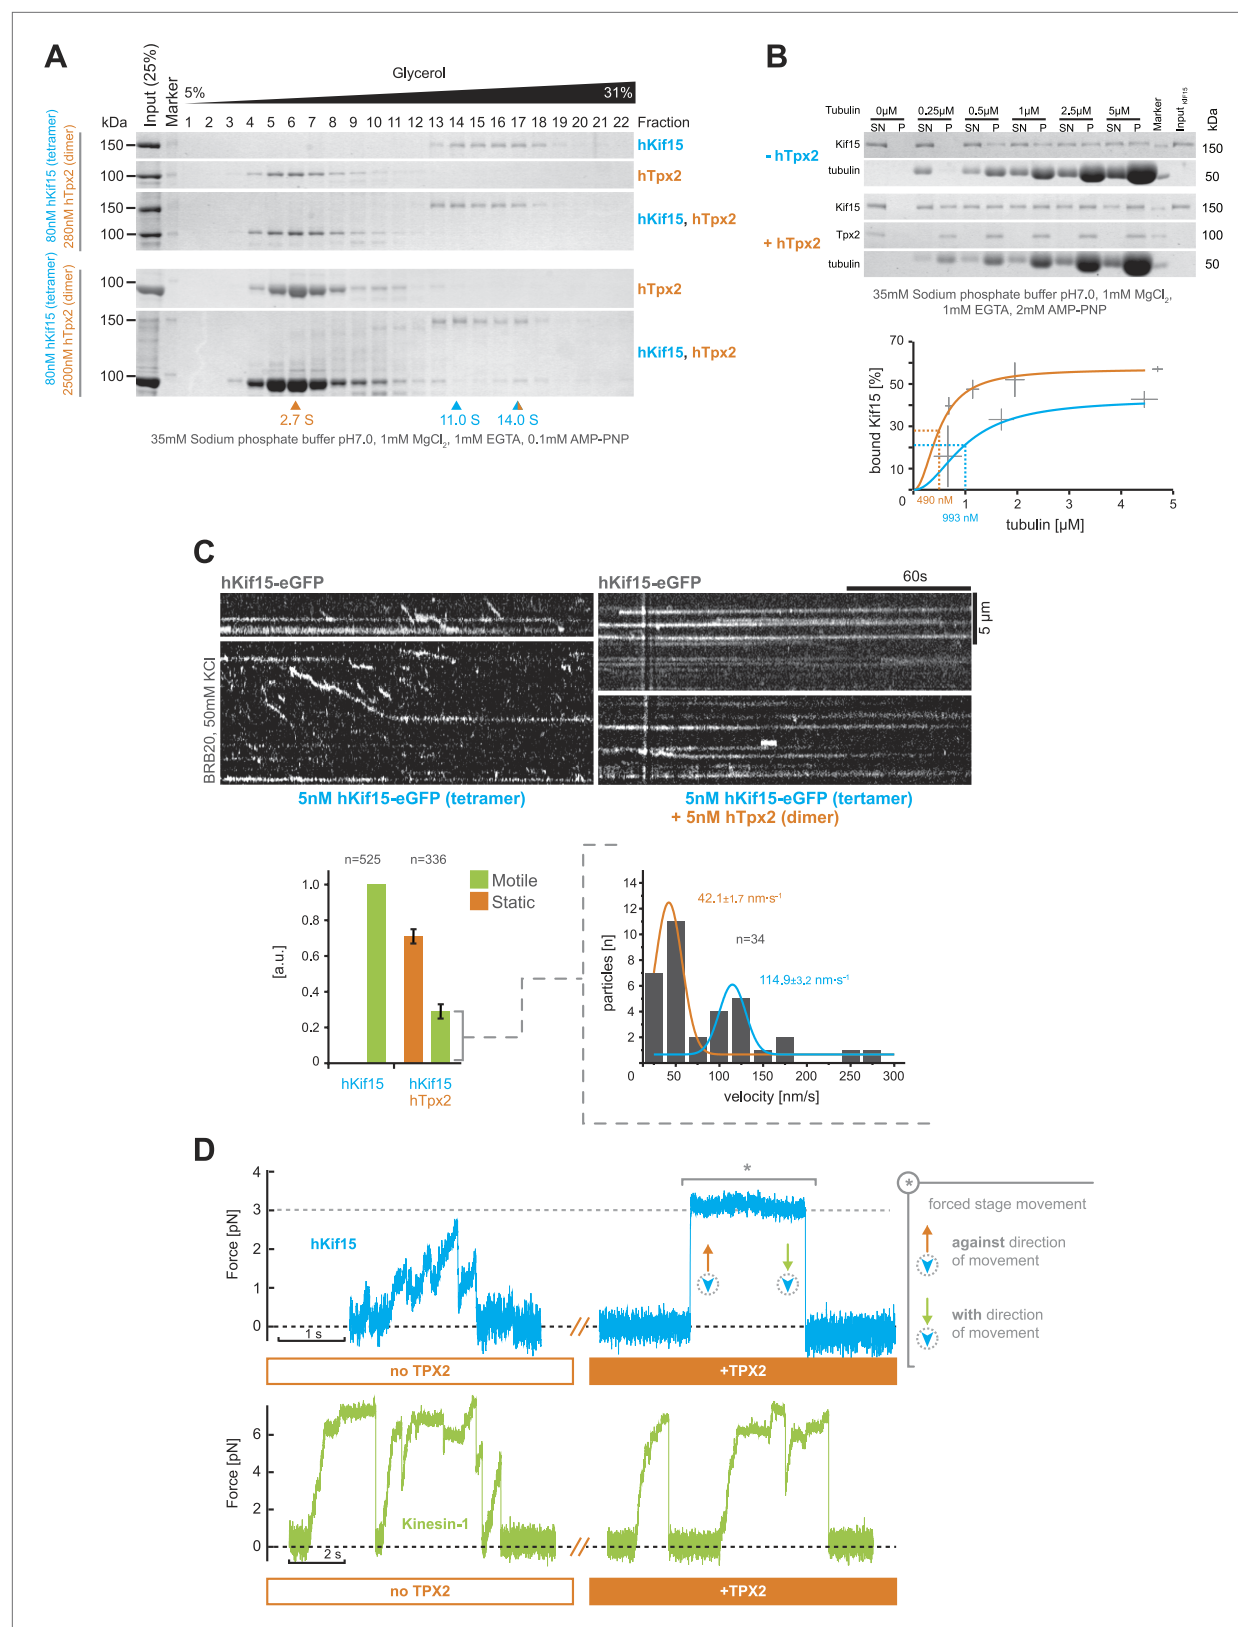 A
Input (25%)
Marker
Glycerol
5%
31%
kDa
1 2 3 4 5 6 7 8 9 10 11 12 13 14 15 16 17 18 19 20 21 22 Fraction
80nM hKif15 (tetramer)
280nM hTpx2 (dimer)
150
hKif15
100
hTpx2
150
hKif15, hTpx2
100
80nM hKif15 (tetramer)
2500nM hTpx2 (dimer)
100
hTpx2
150
hKif15, hTpx2
100
2.7 S
11.0 S
14.0 S
35mM Sodium phosphate buffer pH7.0, 1mM MgCl2, 1mM EGTA, 0.1mM AMP-PNP
B
Tubulin 0µM 0.25µM 0.5µM 1µM 2.5µM 5µM Marker Input KIF15 kDa
SN P SN P SN P SN P SN P SN P
- hTpx2
Kif15 150
tubulin 50
+ hTpx2
Kif15 150
Tpx2 100
tubulin 50
35mM Sodium phosphate buffer pH7.0, 1mM MgCl2,
1mM EGTA, 2mM AMP-PNP
bound Kif15 [%]
70
50
30
10
0
490 nM
993 nM
1 2 3 4 5
tubulin [µM]
C
hKif15-eGFP
hKif15-eGFP
60s
5 µm
BRB20, 50mM KCl
5nM hKif15-eGFP (tetramer)
5nM hKif15-eGFP (tertamer)
+ 5nM hTpx2 (dimer)
n=525
n=336
Motile
Static
[a.u.]
1.0
0.8
0.6
0.4
0.2
0
hKif15
hKif15
hTpx2
particles [n]
14
12
10
8
6
4
2
42.1±1.7 nm·s-1
n=34
114.9±3.2 nm·s-1
0 50 100 150 200 250 300
velocity [nm/s]
D
Force [pN]
4
3
2
1
0
hKif15
1 s
*
*
forced stage movement
against direction
of movement
with direction
of movement
no TPX2
+TPX2
Force [pN]
6
4
2
0
Kinesin-1
2 s
no TPX2
+TPX2